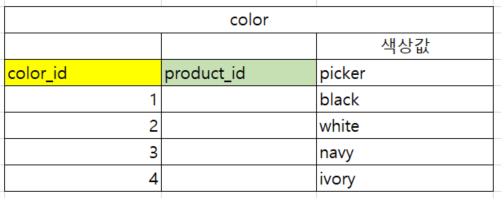 color
색상값
color_id product_id picker
1 black
2 white
3 navy
4 ivory